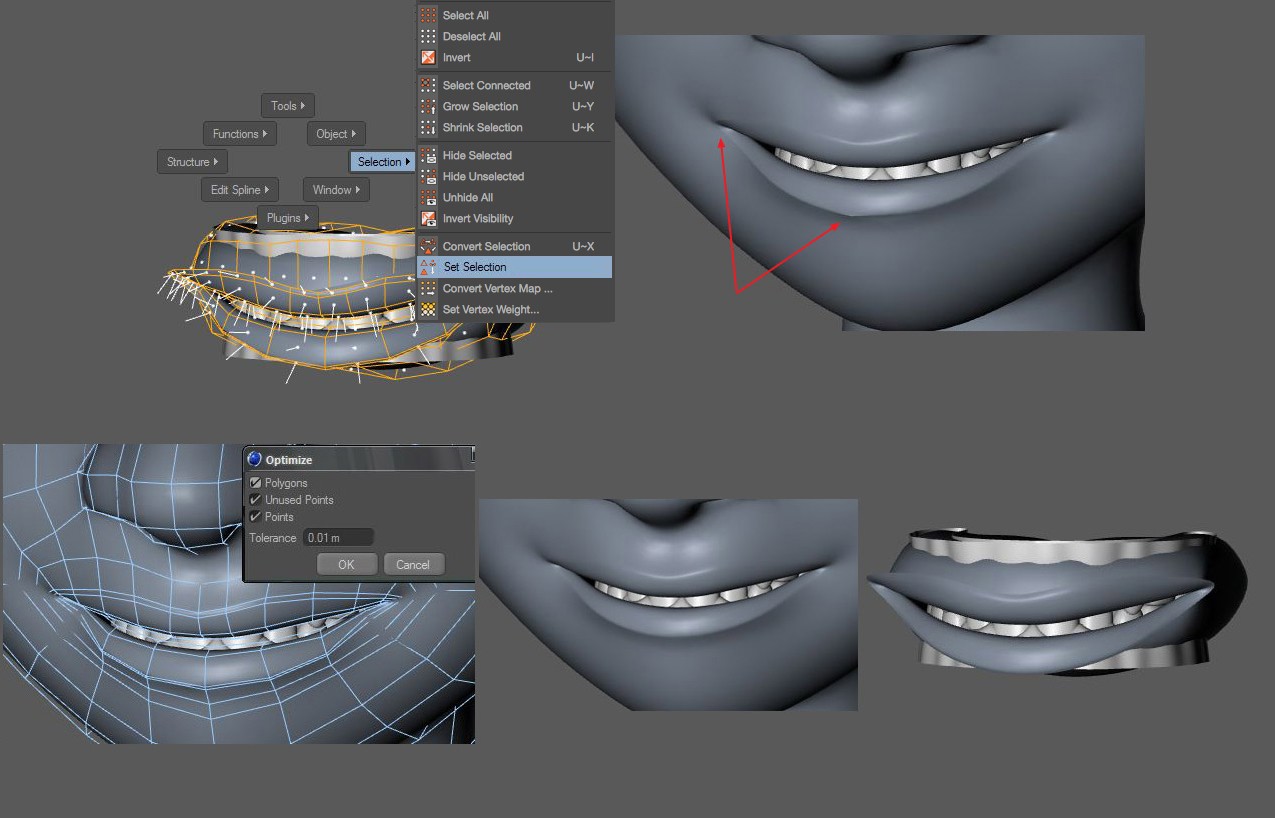 Select All
Deselect All
Invert U~I
Select Connected U~W
Grow Selection U~Y
Shrink Selection U~K
Hide Selected
Hide Unselected
Unhide All
Invert Visibility
Convert Selection U~X
Set Selection
Convert Vertex Map ...
Set Vertex Weight...
Tools
Functions
Object
Structure
Selection
Edit Spline
Window
Plugins
Optimize
Polygons
Unused Points
Points
Tolerance 0.01 m
OK
Cancel